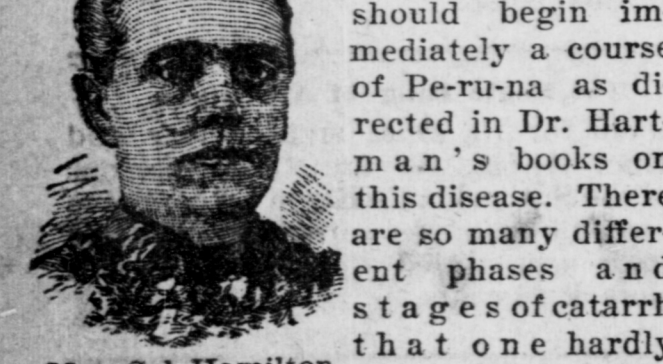 should begin im
mediately a course
of Pe-ru-na as di
rected in Dr. Hart
man's books on
this disease. There
are so many differ
ent phases and
stages of catarrh
that one hardly
Hamilton